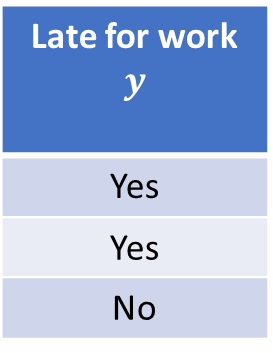 Late for work
y
Yes
Yes
No